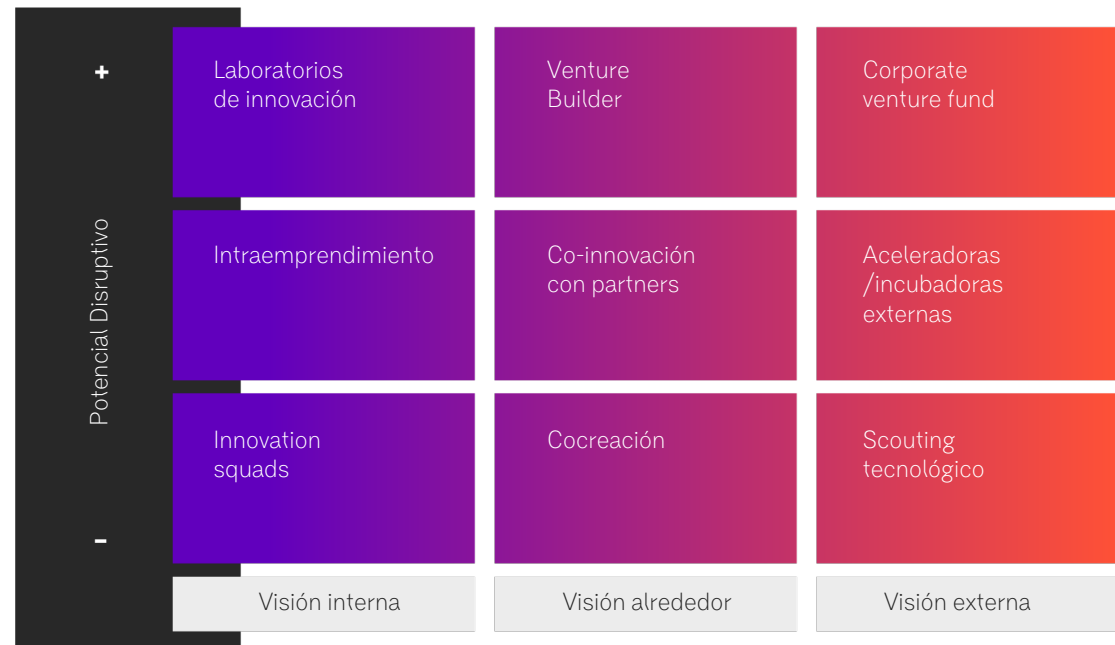 +
Potencial Disruptivo
-
Laboratorios
de innovación
Venture
Builder
Corporate
venture fund
Intraemprendimiento
Co-innovación
con partners
Aceleradoras
/incubadoras
externas
Innovation
squads
Cocreación
Scouting
tecnológico
Visión interna
Visión alrededor
Visión externa